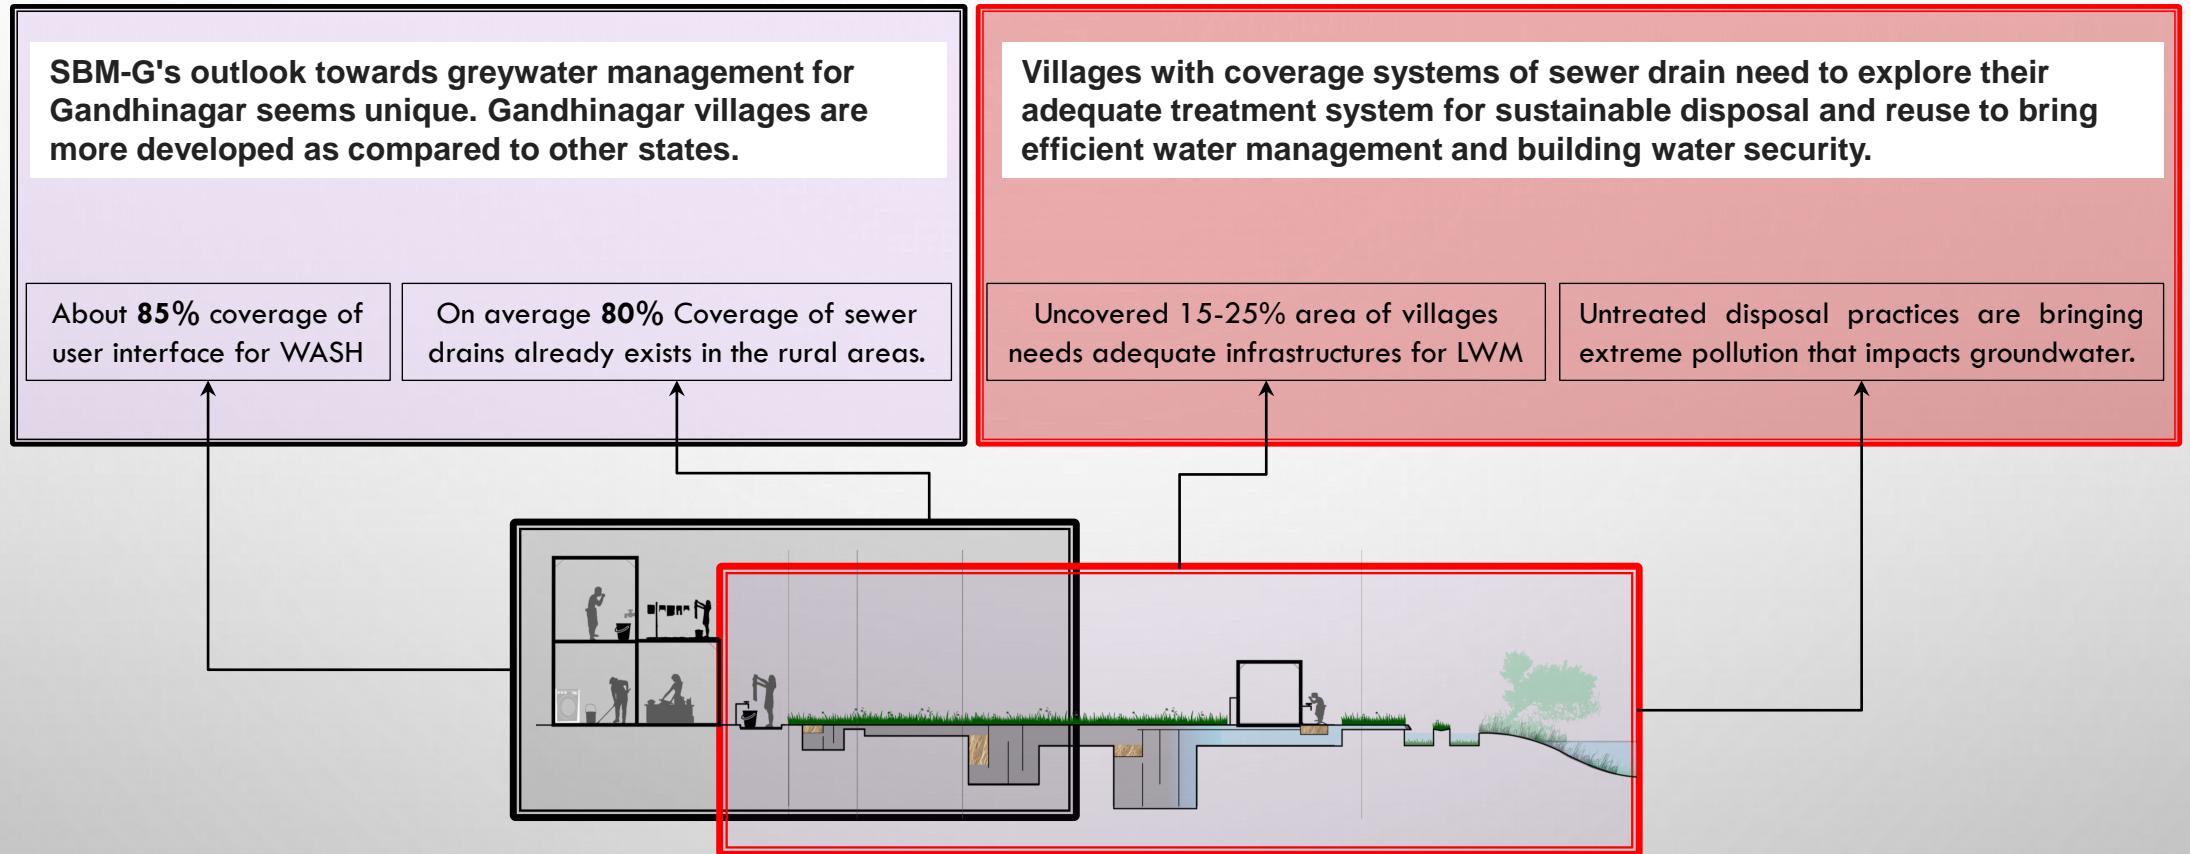 SBM-G's outlook towards greywater management for
Gandhinagar seems unique. Gandhinagar villages are
more developed as compared to other states.
About 85% coverage of
user interface for WASH
On average 80% Coverage of sewer
drains already exists in the rural areas.
Villages with coverage systems of sewer drain need to explore their
adequate treatment system for sustainable disposal and reuse to bring
efficient water management and building water security.
Uncovered 15-25% area of villages
needs adequate infrastructures for LWM
Untreated disposal practices are bringing
extreme pollution that impacts groundwater.